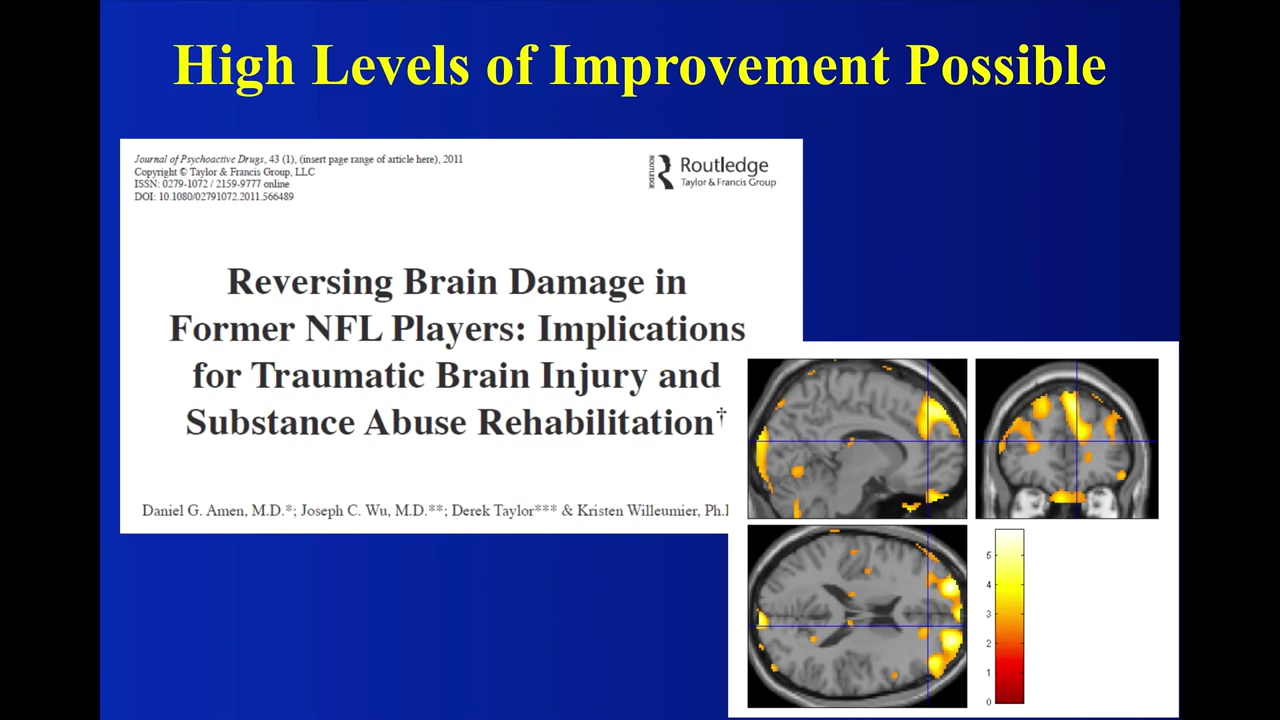 High Levels of Improvement Possible
Journal of Psychoactive Drugs, 43 (1), (insert page range of article here), 2011
Copyright © Taylor & Francis Group, LLC
ISSN: 0279-1072 / 2159-9777 online
DOI: 10.1080/02791072.2011.566489
ROUTLEDGE
Routledge
Taylor & Francis Group
Reversing Brain Damage in
Former NFL Players: Implications
for Traumatic Brain Injury and
Substance Abuse Rehabilitation†
Daniel G. Amen, M.D.*; Joseph C. Wu, M.D.**; Derek Taylor*** & Kristen Willeumier, Ph.
5
4
3
2
1
0